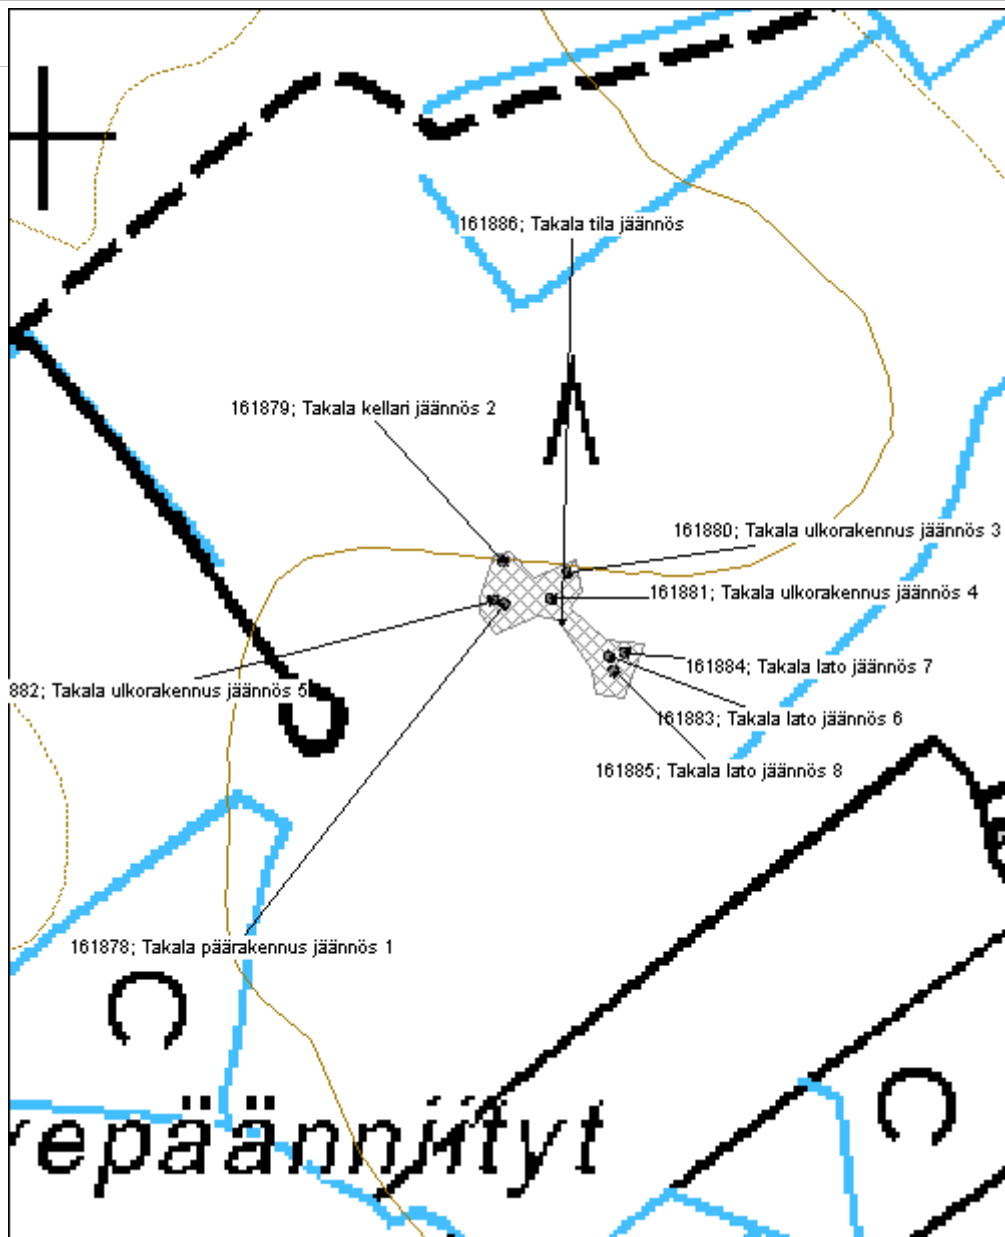 161886; Takala tila jäännös
161879; Takala kellari jäännös 2
161880; Takala ulkorakennus jäännös 3
161881; Takala ulkorakennus jäännös 4
161884; Takala lato jäännös 7
882; Takala ulkorakennus jäännös 5
161883; Takala lato jäännös 6
161885; Takala lato jäännös 8
161878; Takala päärakennus jäännös 1
epäänniityt